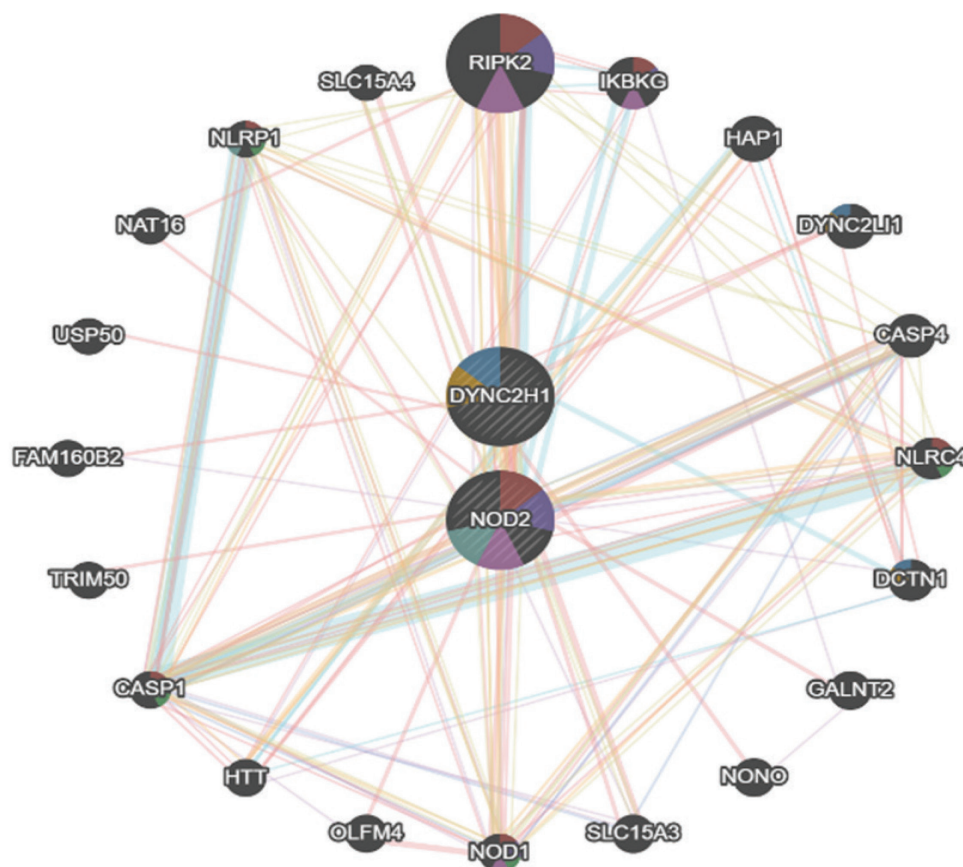 RIPK2
SLC15A4
IKBKG
NLRP1
HAP1
NAT16
DYNC2LI1
USP50
CASP4
DYNC2H1
FAM160B2
NLRC4
NOD2
TRIM50
DCTN1
CASP1
GALNT2
HTT
NONO
OLFM4
SLC15A3
NOD1